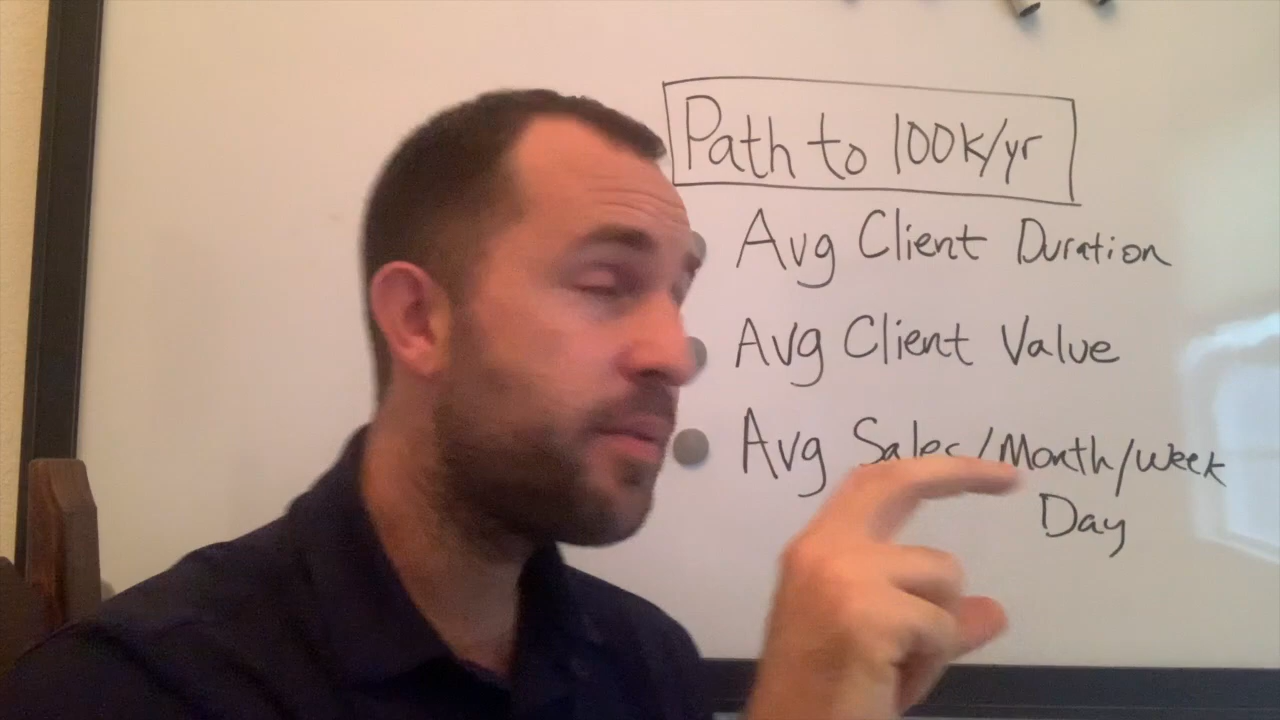 Path to 100k/yr
Avg Client Duration
Avg Client Value
Avg Sales/Month/Week
Day